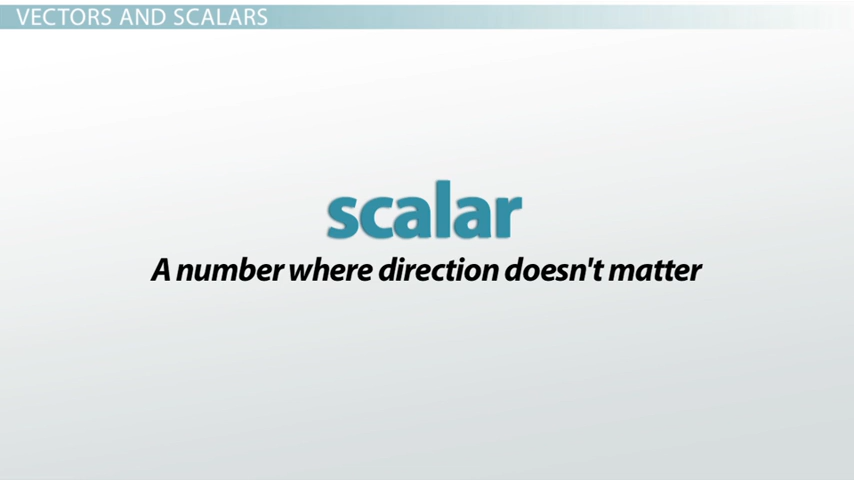 VECTORS AND SCALARS
scalar
A number where direction doesn't matter